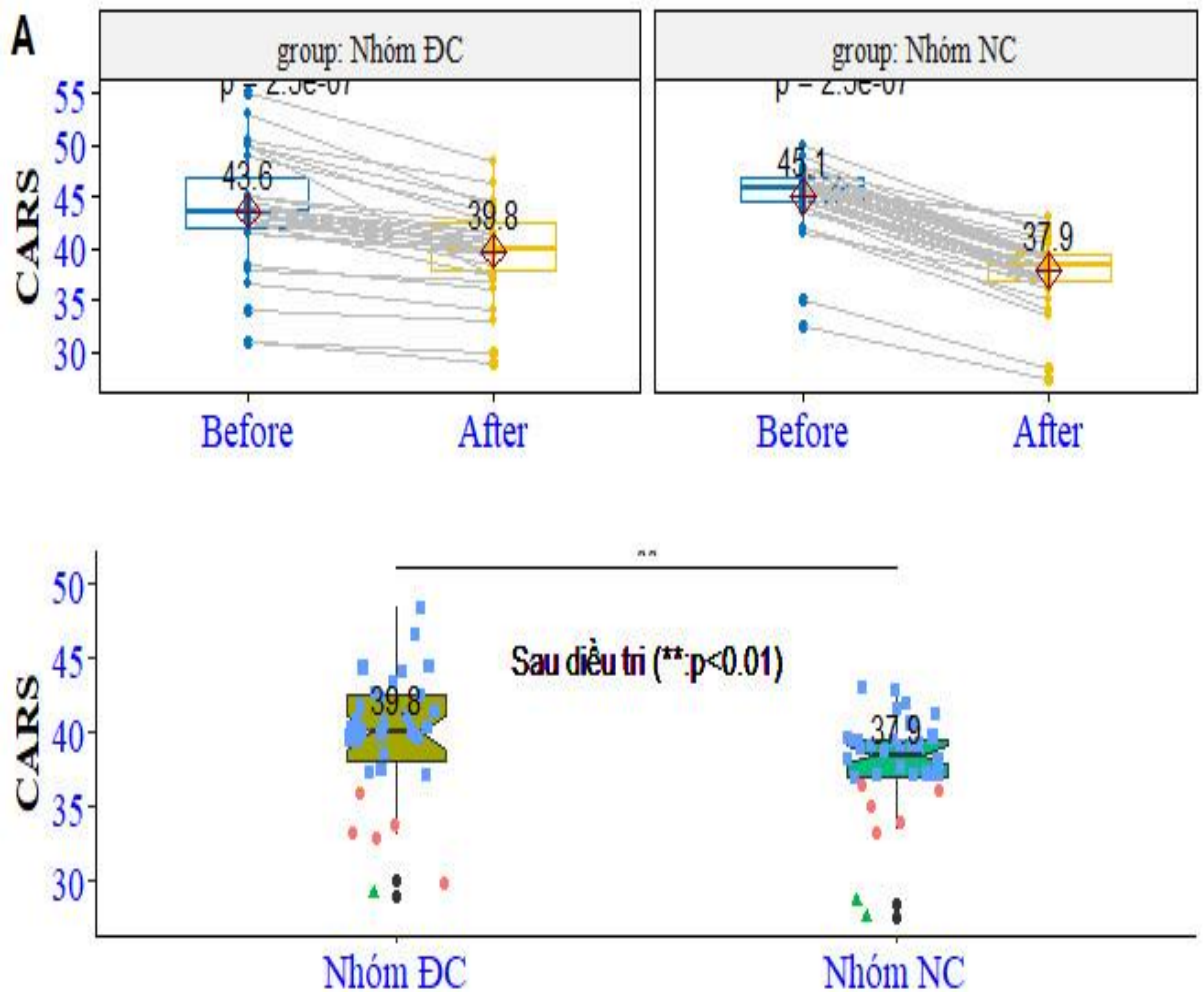 A
group: Nhóm ĐC
group: Nhóm NC
CARS
55
50
45
40
35
30
43.6
39.8
45.1
37.9
Before
After
Before
After
CARS
50
45
40
35
30
**
Sau diều tri (**:p<0.01)
39.8
37.9
Nhóm ĐC
Nhóm NC